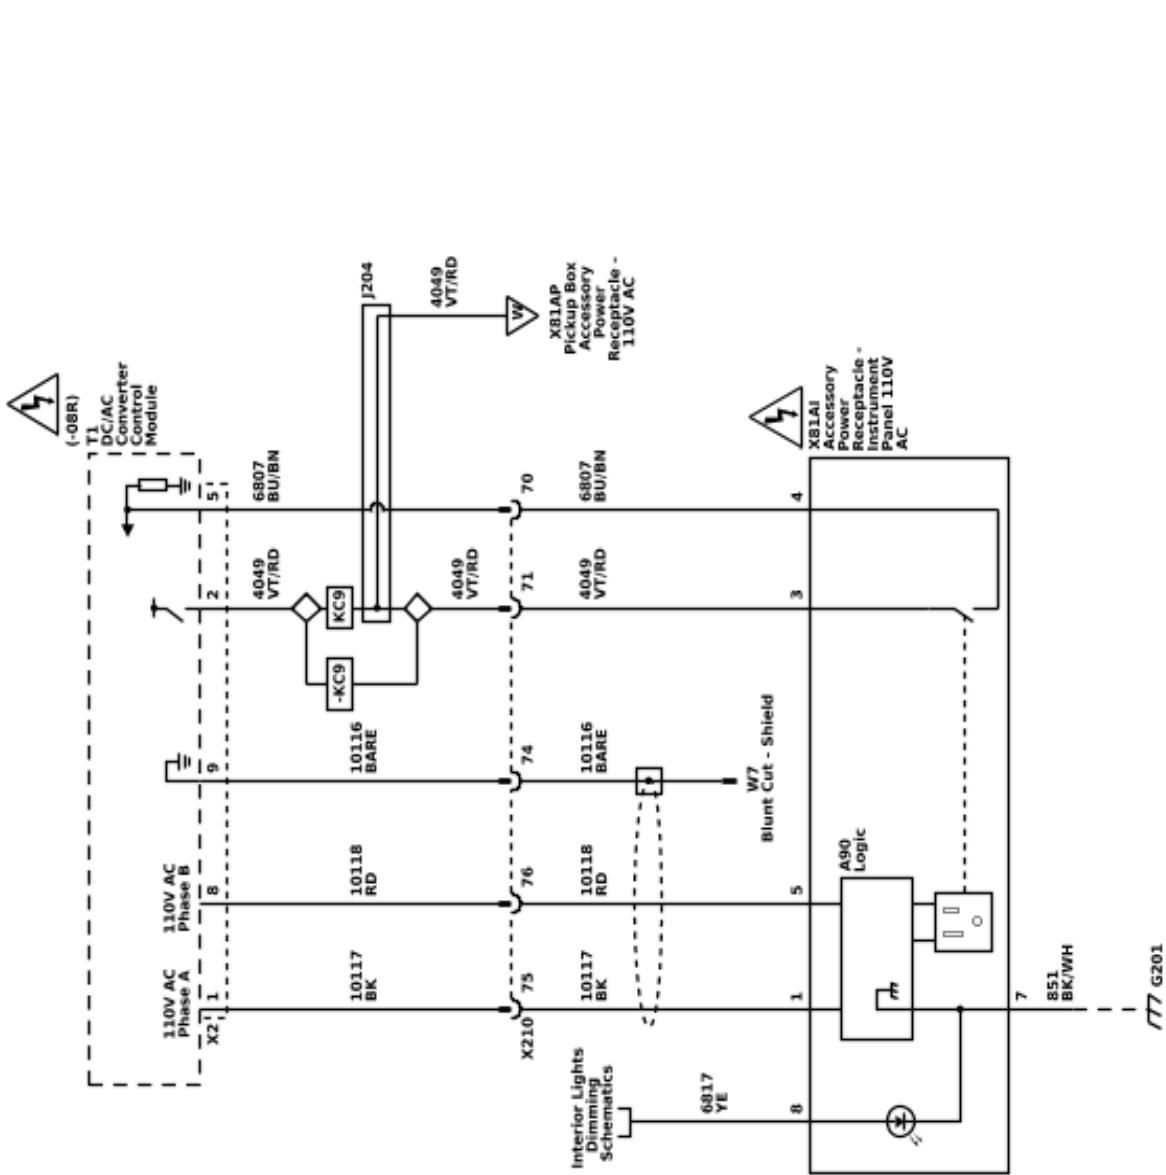 (-08R)
T1
DC/AC
Converter
Control
Module
110V AC
Phase A
110V AC
Phase B
X2
1
8
9
2
5
10117
BK
10118
RD
10116
BARE
4049
VT/RD
6807
BU/BN
-KC9
KC9
J204
4049
VT/RD
4049
VT/RD
VA
X81AP
Pickup Box
Accessory
Power
Receptacle -
110V AC
X210
75
76
74
71
70
10117
BK
10118
RD
10116
BARE
4049
VT/RD
6807
BU/BN
Interior Lights
Dimming
Schematics
6817
YE
W7
Blunt Cut - Shield
X81AI
Accessory
Power
Receptacle -
Instrument
Panel 110V
AC
8
1
5
3
4
A90
Logic
7
851
BK/WH
G201